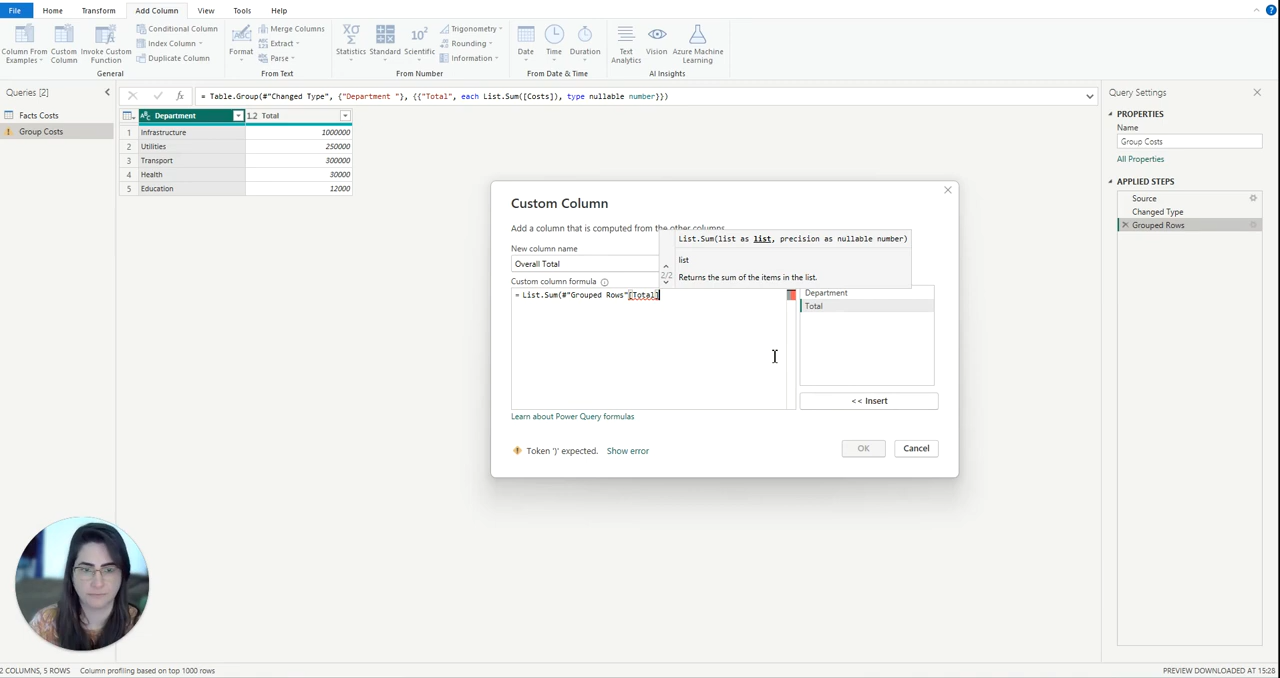 File Home Transform Add Column View Tools Help
Column From Examples
Custom Column
Invoke Custom Function
Conditional Column
Index Column
Duplicate Column
General
Format
Merge Columns
Extract
Parse
From Text
Statistics
Standard
Scientific
Trigonometry
Rounding
Information
From Number
Date
Time
Duration
From Date & Time
Text Analytics
Vision
Azure Machine Learning
AI Insights
Queries [2]
Facts Costs
Group Costs
= Table.Group(#"Changed Type", {"Department "}, {{"Total", each List.Sum([Costs]), type nullable number}})
Department 1.2 Total
1 Infrastructure 1000000
2 Utilities 250000
3 Transport 300000
4 Health 30000
5 Education 12000
Custom Column
Add a column that is computed from the other columns.
New column name
Overall Total
List.Sum(list as list, precision as nullable number)
list
2/2
Returns the sum of the items in the list.
Custom column formula
= List.Sum(#"Grouped Rows"[Total]
Department
Total
<< Insert
Learn about Power Query formulas
Token ')' expected. Show error
OK
Cancel
Query Settings
PROPERTIES
Name
Group Costs
All Properties
APPLIED STEPS
Source
Changed Type
Grouped Rows
2 COLUMNS, 5 ROWS Column profiling based on top 1000 rows
PREVIEW DOWNLOADED AT 15:28